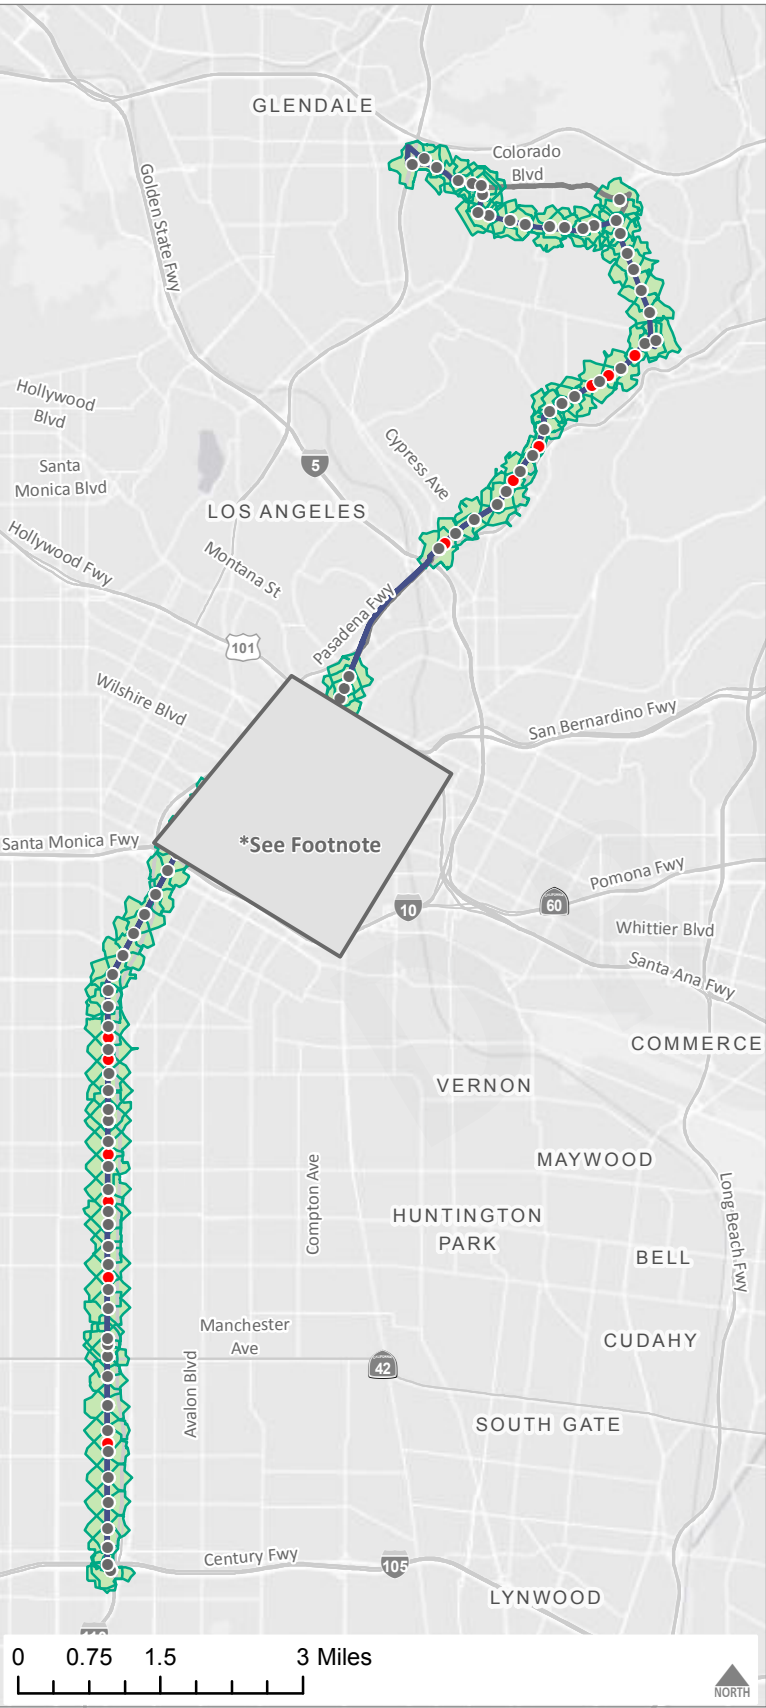 GLENDALE
Colorado
Blvd
Golden State Fwy
Hollywood
Blvd
Santa
Monica Blvd
Cypress Ave
5
LOS ANGELES
Hollywood Fwy
Montana St
Pasadena Fwy
101
Wilshire Blvd
San Bernardino Fwy
Santa Monica Fwy
*See Footnote
Pomona Fwy
10
60
Whittier Blvd
Santa Ana Fwy
COMMERCE
VERNON
MAYWOOD
Compton Ave
Long Beach Fwy
HUNTINGTON
PARK
BELL
Manchester
Ave
CUDAHY
Avalon Blvd
42
SOUTH GATE
Century Fwy
105
LYNWOOD
0 0.75 1.5 3 Miles
NORTH